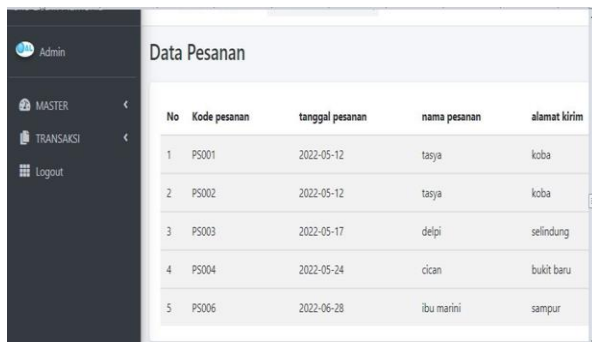 Admin
MASTER
TRANSAKSI
Logout
Data Pesanan
No Kode pesanan tanggal pesanan nama pesanan alamat kirim
1 PS001 2022-05-12 tasya koba
2 PS002 2022-05-12 tasya koba
3 PS003 2022-05-17 delpi selindung
4 PS004 2022-05-24 cican bukit baru
5 PS006 2022-06-28 ibu marini sampur